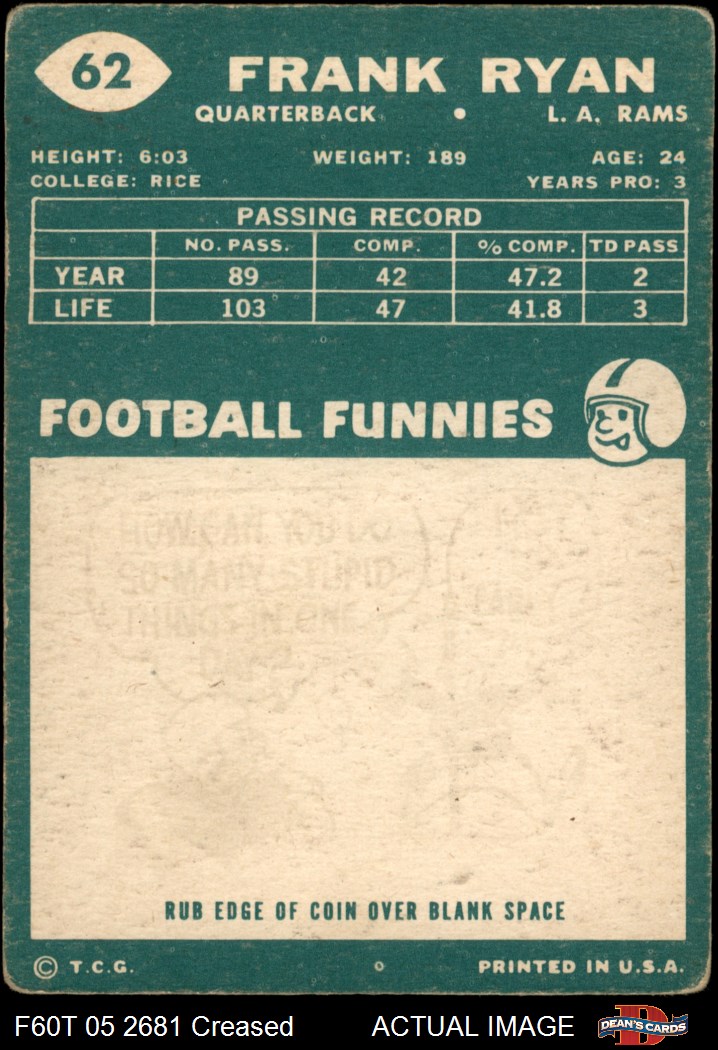 62
FRANK RYAN
QUARTERBACK • L. A. RAMS
HEIGHT: 6:03 WEIGHT: 189 AGE: 24
COLLEGE: RICE YEARS PRO: 3
PASSING RECORD
NO. PASS. COMP. % COMP. TD PASS
YEAR 89 42 47.2 2
LIFE 103 47 41.8 3
FOOTBALL FUNNIES
HOW CAN YOU DO
SO MANY STUPID
THINGS IN ONE
DAY?
RUB EDGE OF COIN OVER BLANK SPACE
© T.C.G. PRINTED IN U.S.A.
F60T 05 2681 Creased ACTUAL IMAGE DEAN'S CARDS